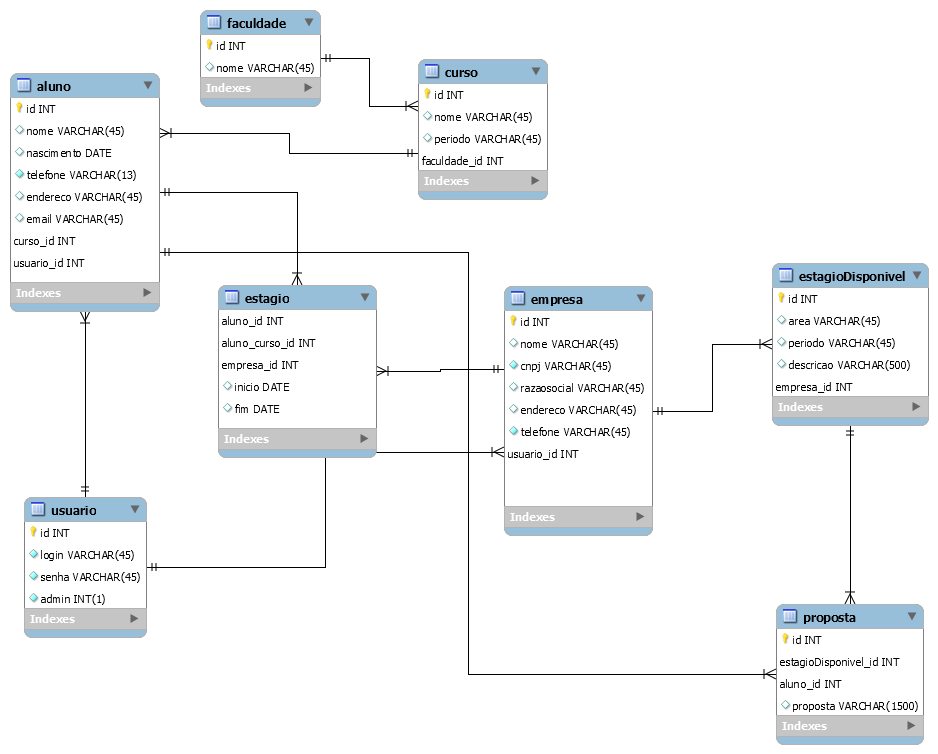 faculdade
id INT
nome VARCHAR(45)
Indexes
curso
id INT
nome VARCHAR(45)
periodo VARCHAR(45)
faculdade_id INT
Indexes
aluno
id INT
nome VARCHAR(45)
nascimento DATE
telefone VARCHAR(13)
endereco VARCHAR(45)
email VARCHAR(45)
curso_id INT
usuario_id INT
Indexes
estagio
aluno_id INT
aluno_curso_id INT
empresa_id INT
inicio DATE
fim DATE
Indexes
empresa
id INT
nome VARCHAR(45)
cnpj VARCHAR(45)
razaosocial VARCHAR(45)
endereco VARCHAR(45)
telefone VARCHAR(45)
usuario_id INT
Indexes
estagioDisponivel
id INT
area VARCHAR(45)
periodo VARCHAR(45)
descricao VARCHAR(500)
empresa_id INT
Indexes
usuario
id INT
login VARCHAR(45)
senha VARCHAR(45)
admin INT(1)
Indexes
proposta
id INT
estagioDisponivel_id INT
aluno_id INT
proposta VARCHAR(1500)
Indexes